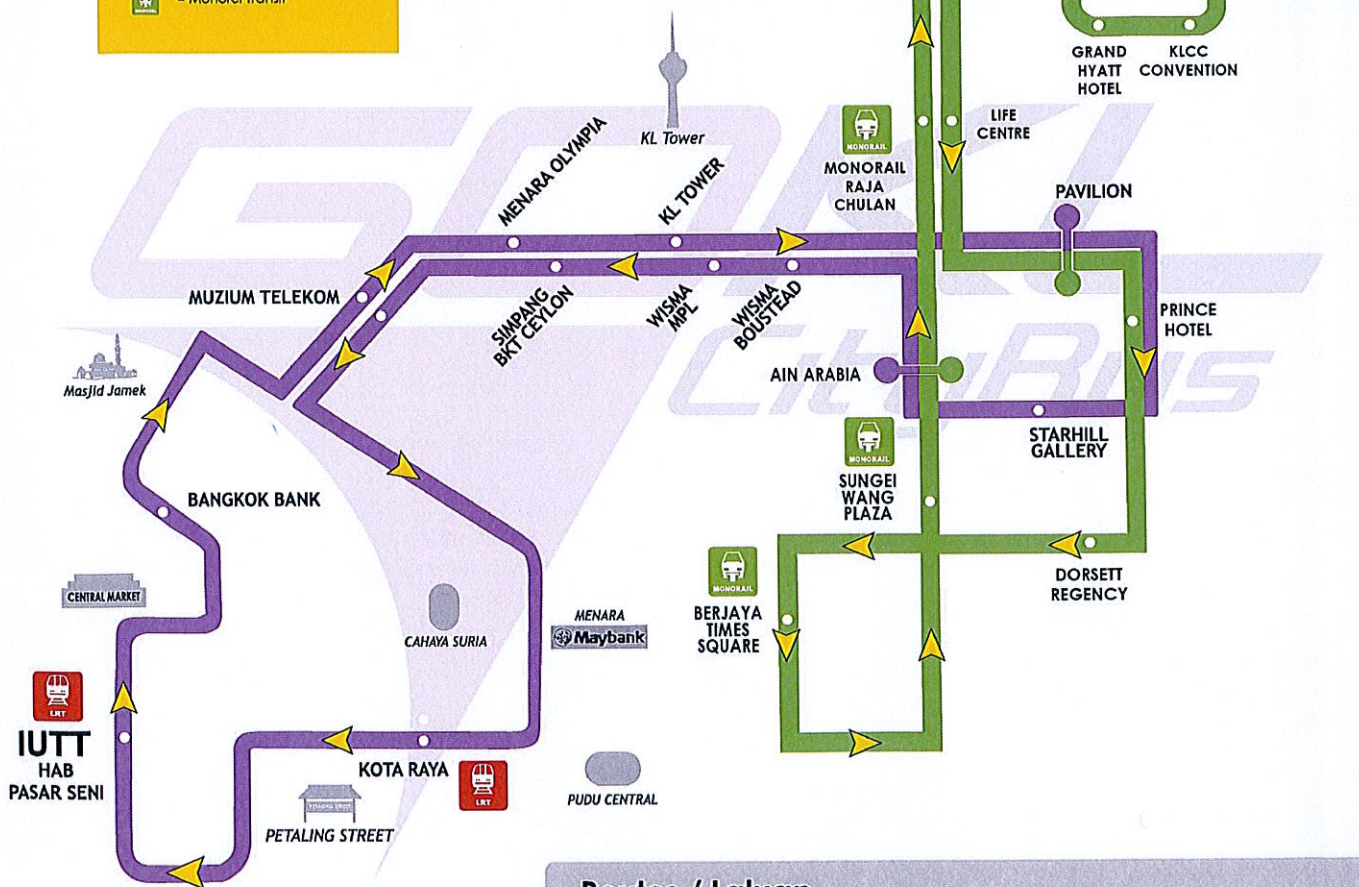 = Monorel Transit
GRAND
HYATT
HOTEL
KLCC
CONVENTION
KL Tower
MENARA OLYMPIA
KL TOWER
MONORAIL
MONORAIL
RAJA
CHULAN
LIFE
CENTRE
PAVILION
GOKL
CityBus
MUZIUM TELEKOM
SIMPANG
BKT CEYLON
WISMA
MPL
WISMA
BOUSTEAD
PRINCE
HOTEL
Masjid Jamek
AIN ARABIA
STARHILL
GALLERY
MONORAIL
SUNGEI
WANG
PLAZA
BANGKOK BANK
CENTRAL MARKET
CAHAYA SURIA
MENARA
Maybank
MONORAIL
BERJAYA
TIMES
SQUARE
DORSETT
REGENCY
LRT
IUTT
HAB
PASAR SENI
KOTA RAYA
LRT
PETALING STREET
PUDU CENTRAL